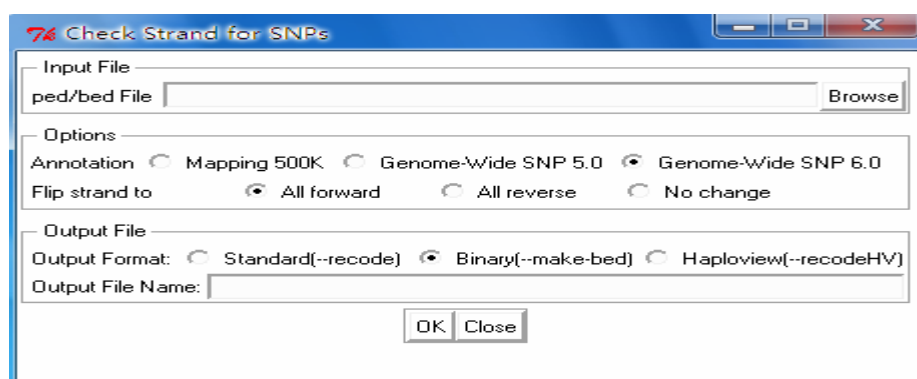 Check Strand for SNPs
Input File
ped/bed File Browse
Options
Annotation Mapping 500K Genome-Wide SNP 5.0 Genome-Wide SNP 6.0
Flip strand to All forward All reverse No change
Output File
Output Format: Standard(--recode) Binary(--make-bed) Haploview(--recodeHV)
Output File Name:
OK Close